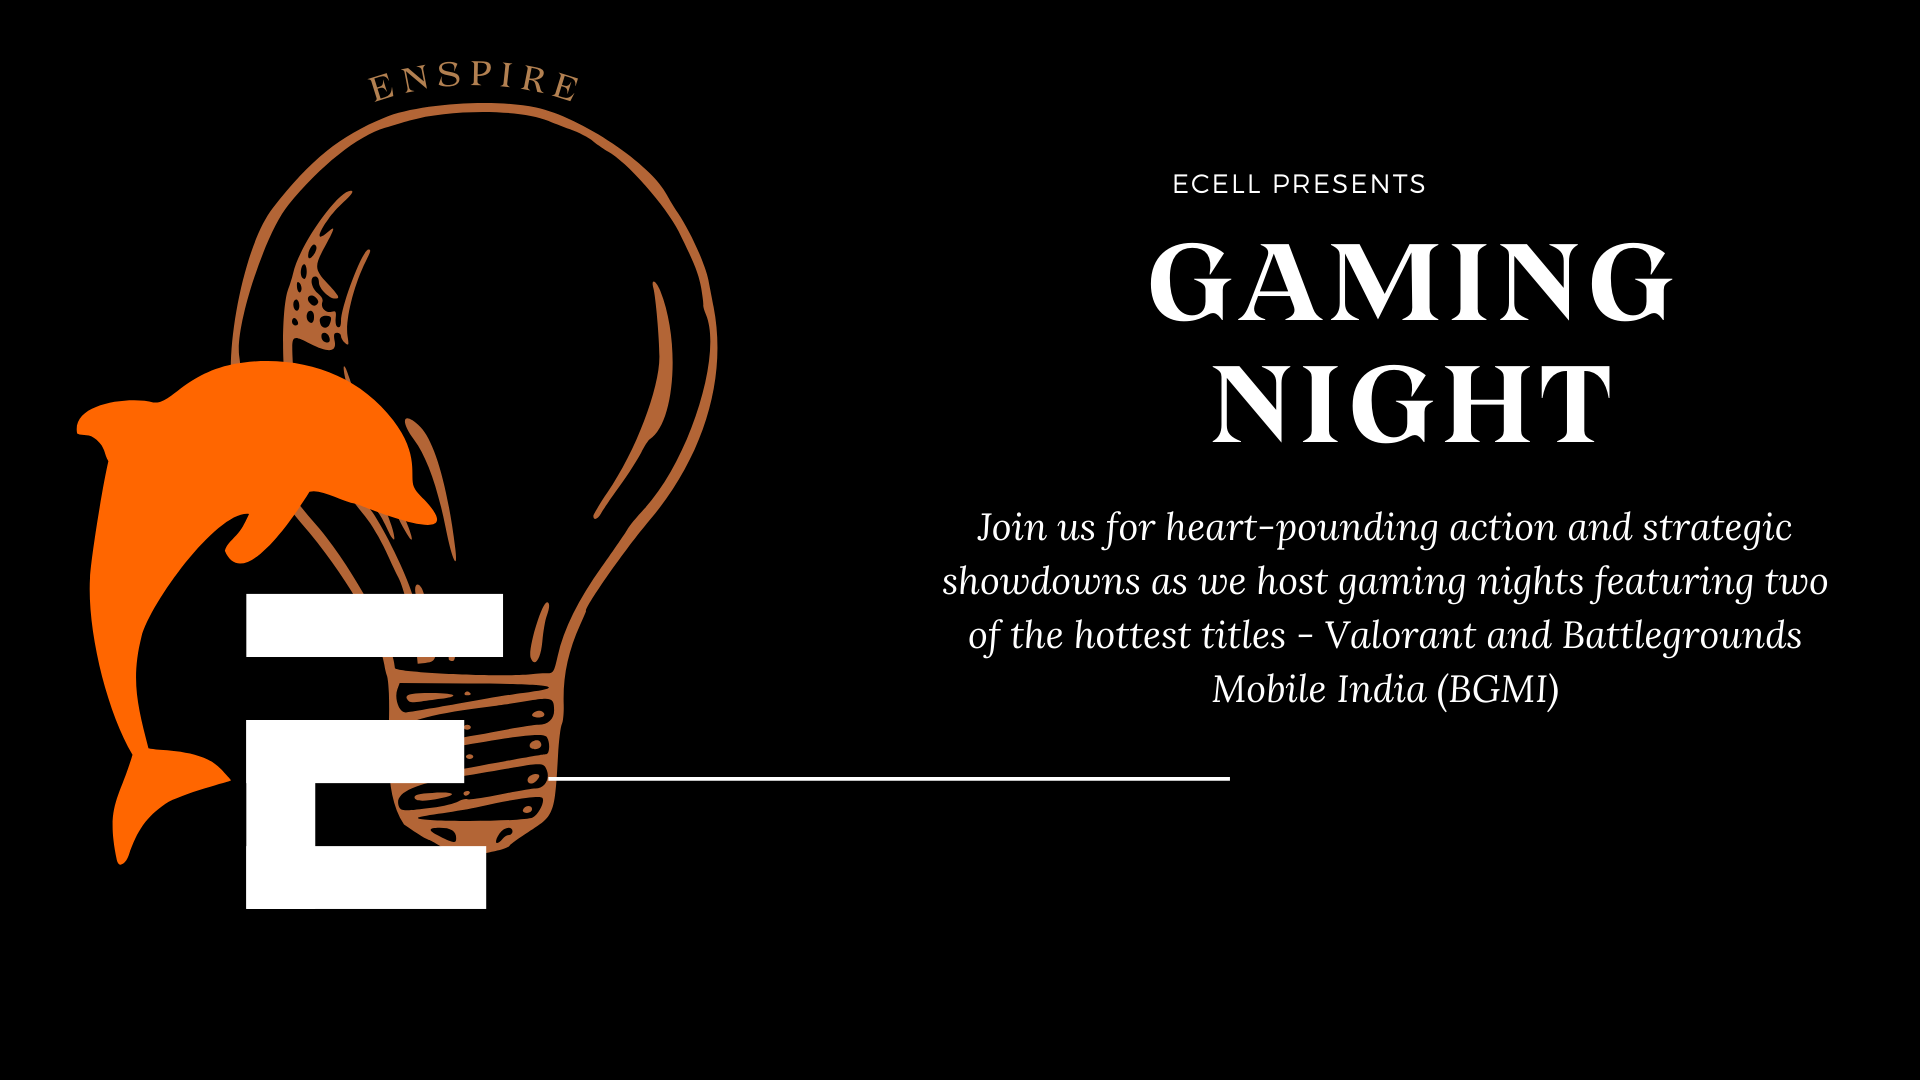 ENSPIRE
E
ECELL PRESENTS
GAMING
NIGHT
Join us for heart-pounding action and strategic
showdowns as we host gaming nights featuring two
of the hottest titles - Valorant and Battlegrounds
Mobile India (BGMI)